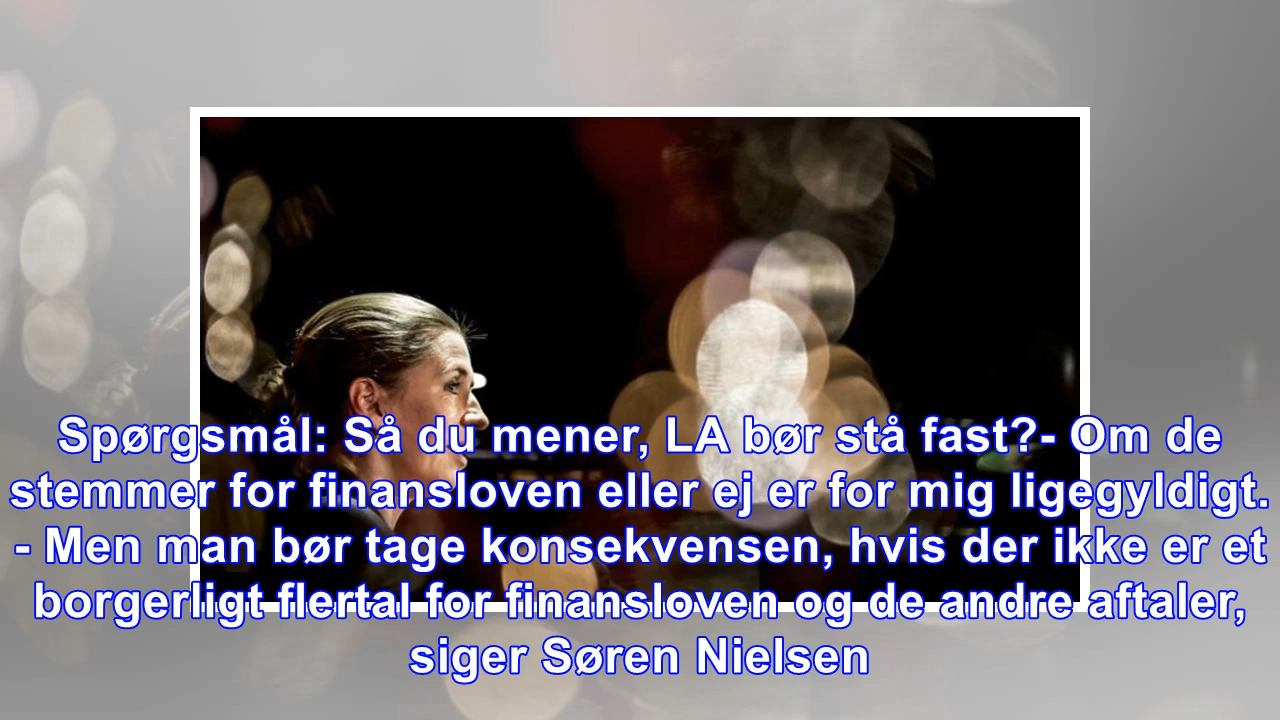 Spørgsmål: Så du mener, LA bør stå fast?- Om de
stemmer for finansloven eller ej er for mig ligegyldigt.
- Men man bør tage konsekvensen, hvis der ikke er et
borgerligt flertal for finansloven og de andre aftaler,
siger Søren Nielsen